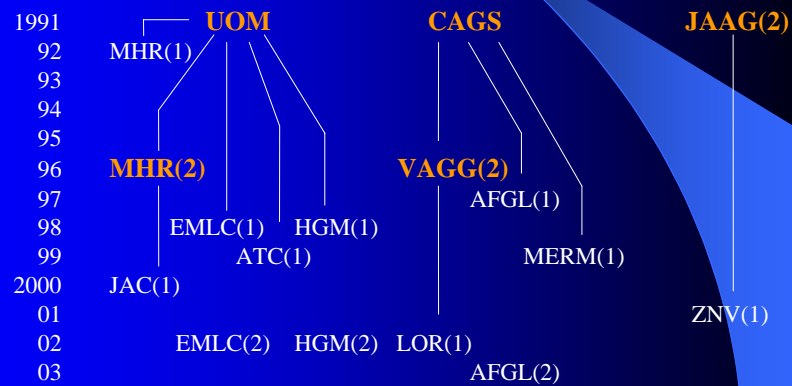 1991 UOM CAGS JAAG(2)
92 MHR(1)
93
94
95
96 MHR(2) VAGG(2)
97 AFGL(1)
98 EMLC(1) HGM(1)
99 ATC(1) MERM(1)
2000 JAC(1)
01 ZNV(1)
02 EMLC(2) HGM(2) LOR(1)
03 AFGL(2)